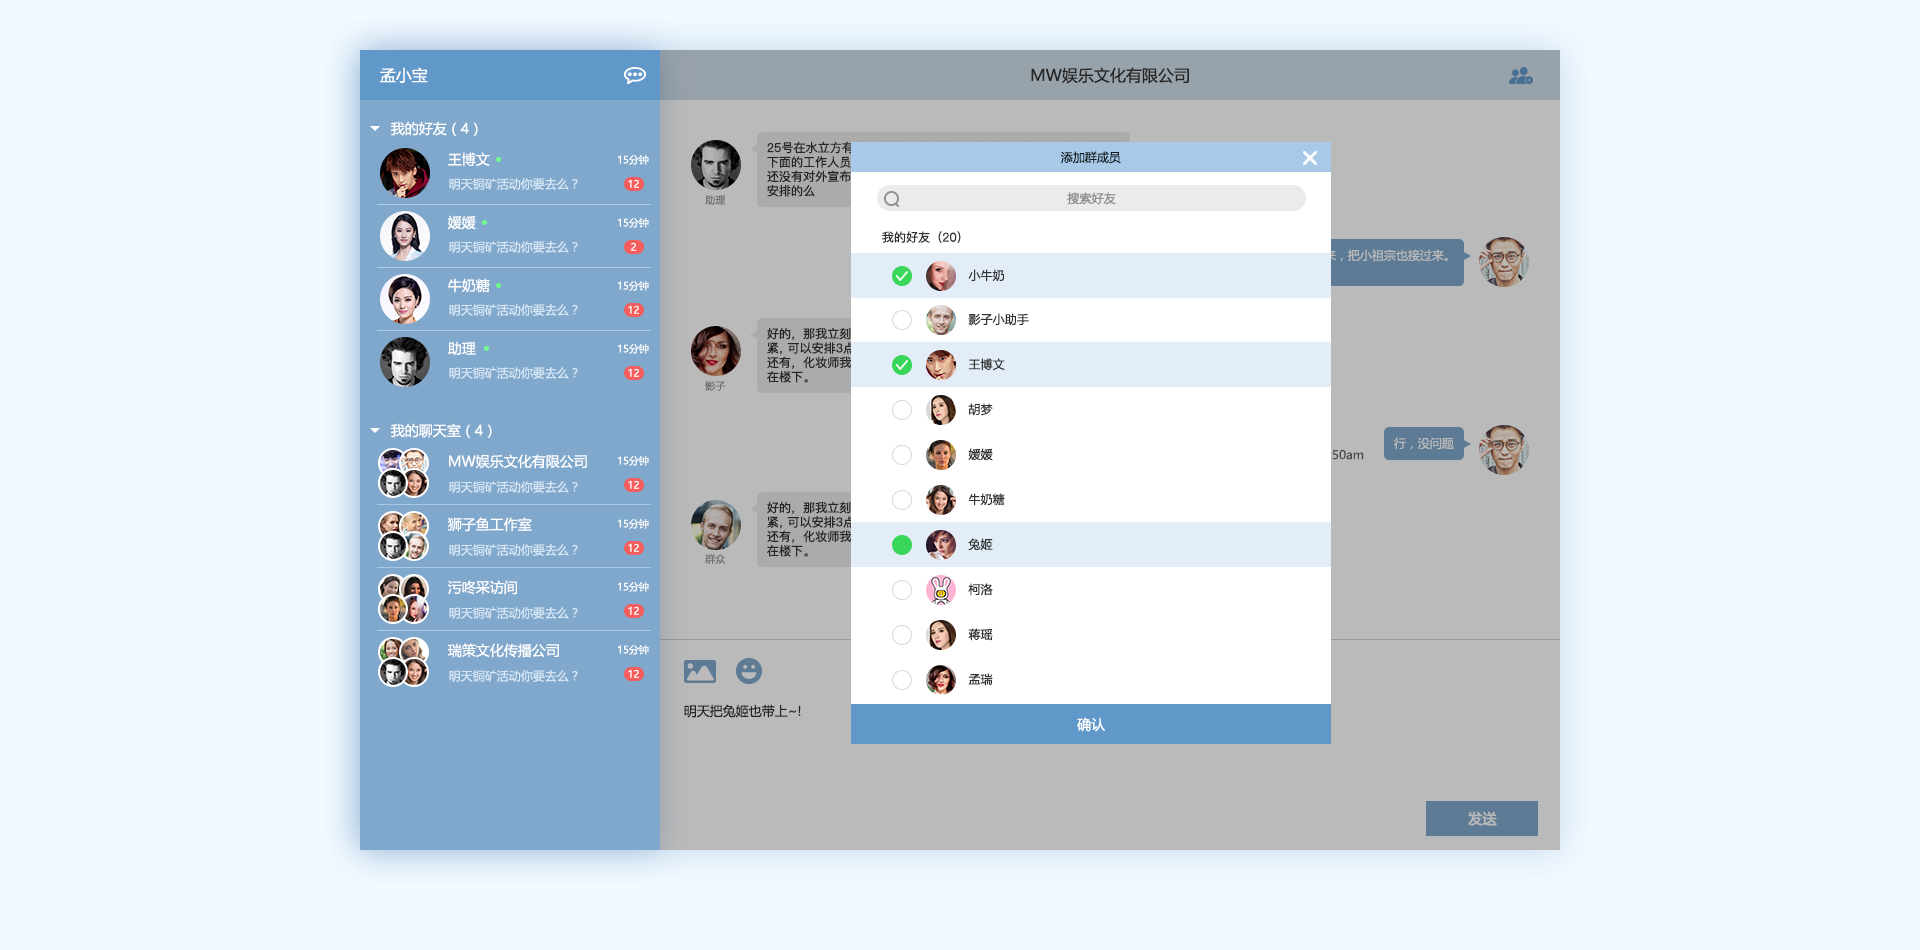 孟小宝
我的好友 ( 4 )
王博文
15分钟
明天铜矿活动你要去么？
12
媛媛
15分钟
明天铜矿活动你要去么？
2
牛奶糖
15分钟
明天铜矿活动你要去么？
12
助理
15分钟
明天铜矿活动你要去么？
12
我的聊天室 ( 4 )
MW娱乐文化有限公司
15分钟
明天铜矿活动你要去么？
12
狮子鱼工作室
15分钟
明天铜矿活动你要去么？
12
污咚采访间
15分钟
明天铜矿活动你要去么？
12
瑞策文化传播公司
15分钟
明天铜矿活动你要去么？
12
MW娱乐文化有限公司
25号在水立方有
下面的工作人员
还没有对外宣布
安排的么
助理
，把小祖宗也接过来。
好的，那我立刻
紧, 可以安排3点
还有，化妆师我
在楼下。
影子
50am
行，没问题
好的，那我立刻
紧, 可以安排3点
还有，化妆师我
在楼下。
群众
明天把兔姬也带上~!
发送
添加群成员
搜索好友
我的好友（20）
小牛奶
影子小助手
王博文
胡梦
媛媛
牛奶糖
兔姬
柯洛
蒋瑶
孟瑞
确认